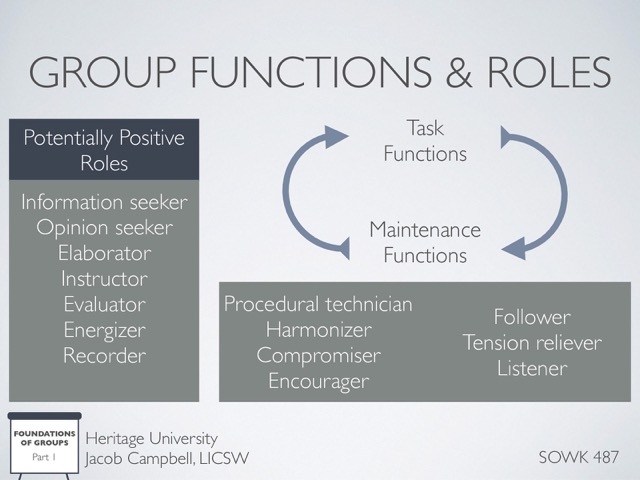 GROUP FUNCTIONS & ROLES
Potentially Positive
Roles
Information seeker
Opinion seeker
Elaborator
Instructor
Evaluator
Energizer
Recorder
Task
Functions
Maintenance
Functions
Procedural technician
Harmonizer
Compromiser
Encourager
Follower
Tension reliever
Listener
FOUNDATIONS
OF GROUPS
Part 1
Heritage University
Jacob Campbell, LICSW
SOWK 487